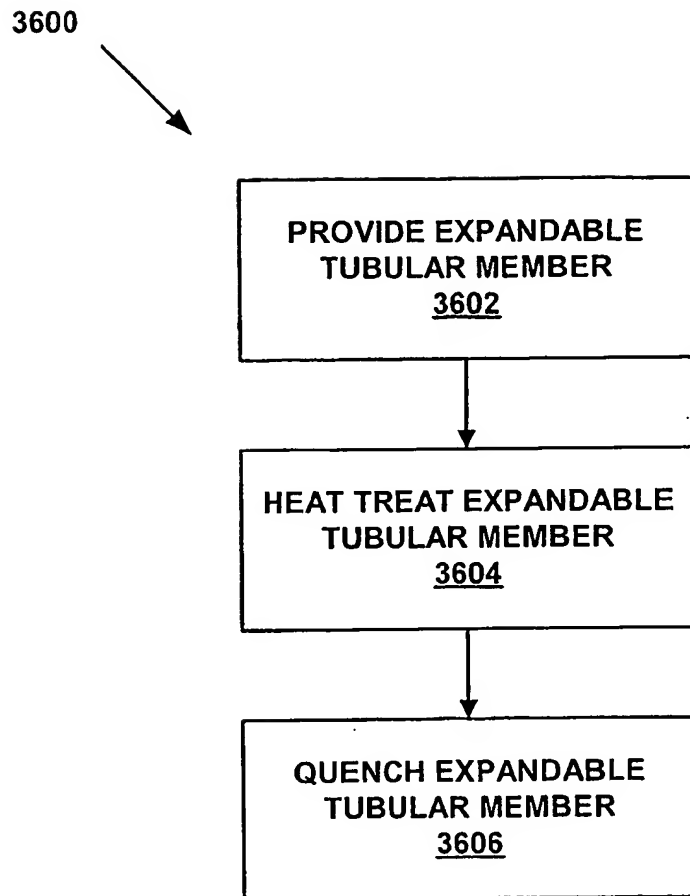 3600
PROVIDE EXPANDABLE
TUBULAR MEMBER
3602
HEAT TREAT EXPANDABLE
TUBULAR MEMBER
3604
QUENCH EXPANDABLE
TUBULAR MEMBER
3606